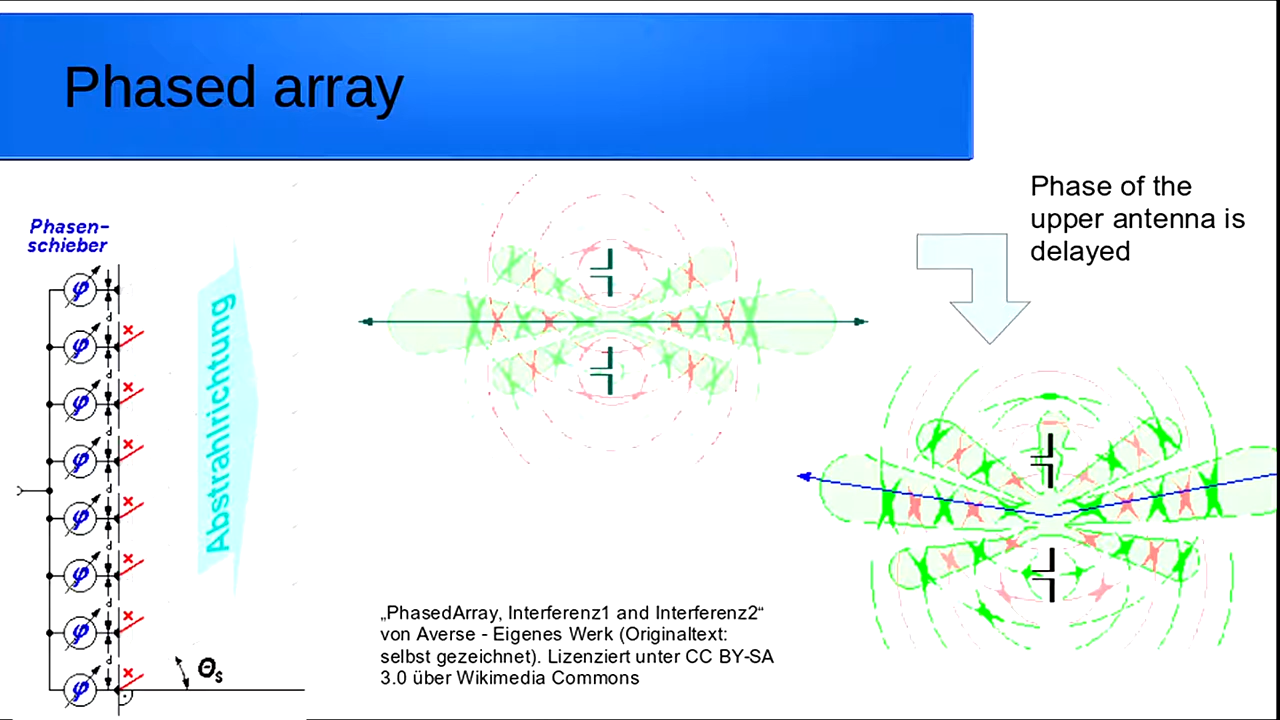 Phased array
Phase of the
upper antenna is
delayed
Phasen-
schieber
φ
d
x
φ
d
x
φ
d
x
φ
d
x
φ
d
x
φ
d
x
φ
d
x
φ
Abstrahlrichtung
Θs
„PhasedArray, Interferenz1 and Interferenz2“
von Averse - Eigenes Werk (Originaltext:
selbst gezeichnet). Lizenziert unter CC BY-SA
3.0 über Wikimedia Commons